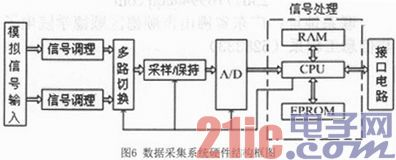 信号处理
模拟信号输入
信号调理
信号调理
多路切换
采样/保持
A/D
RAM
CPU
EPROM
接口电路
21ic.com
电子网
图6 数据采集系统硬件结构框图